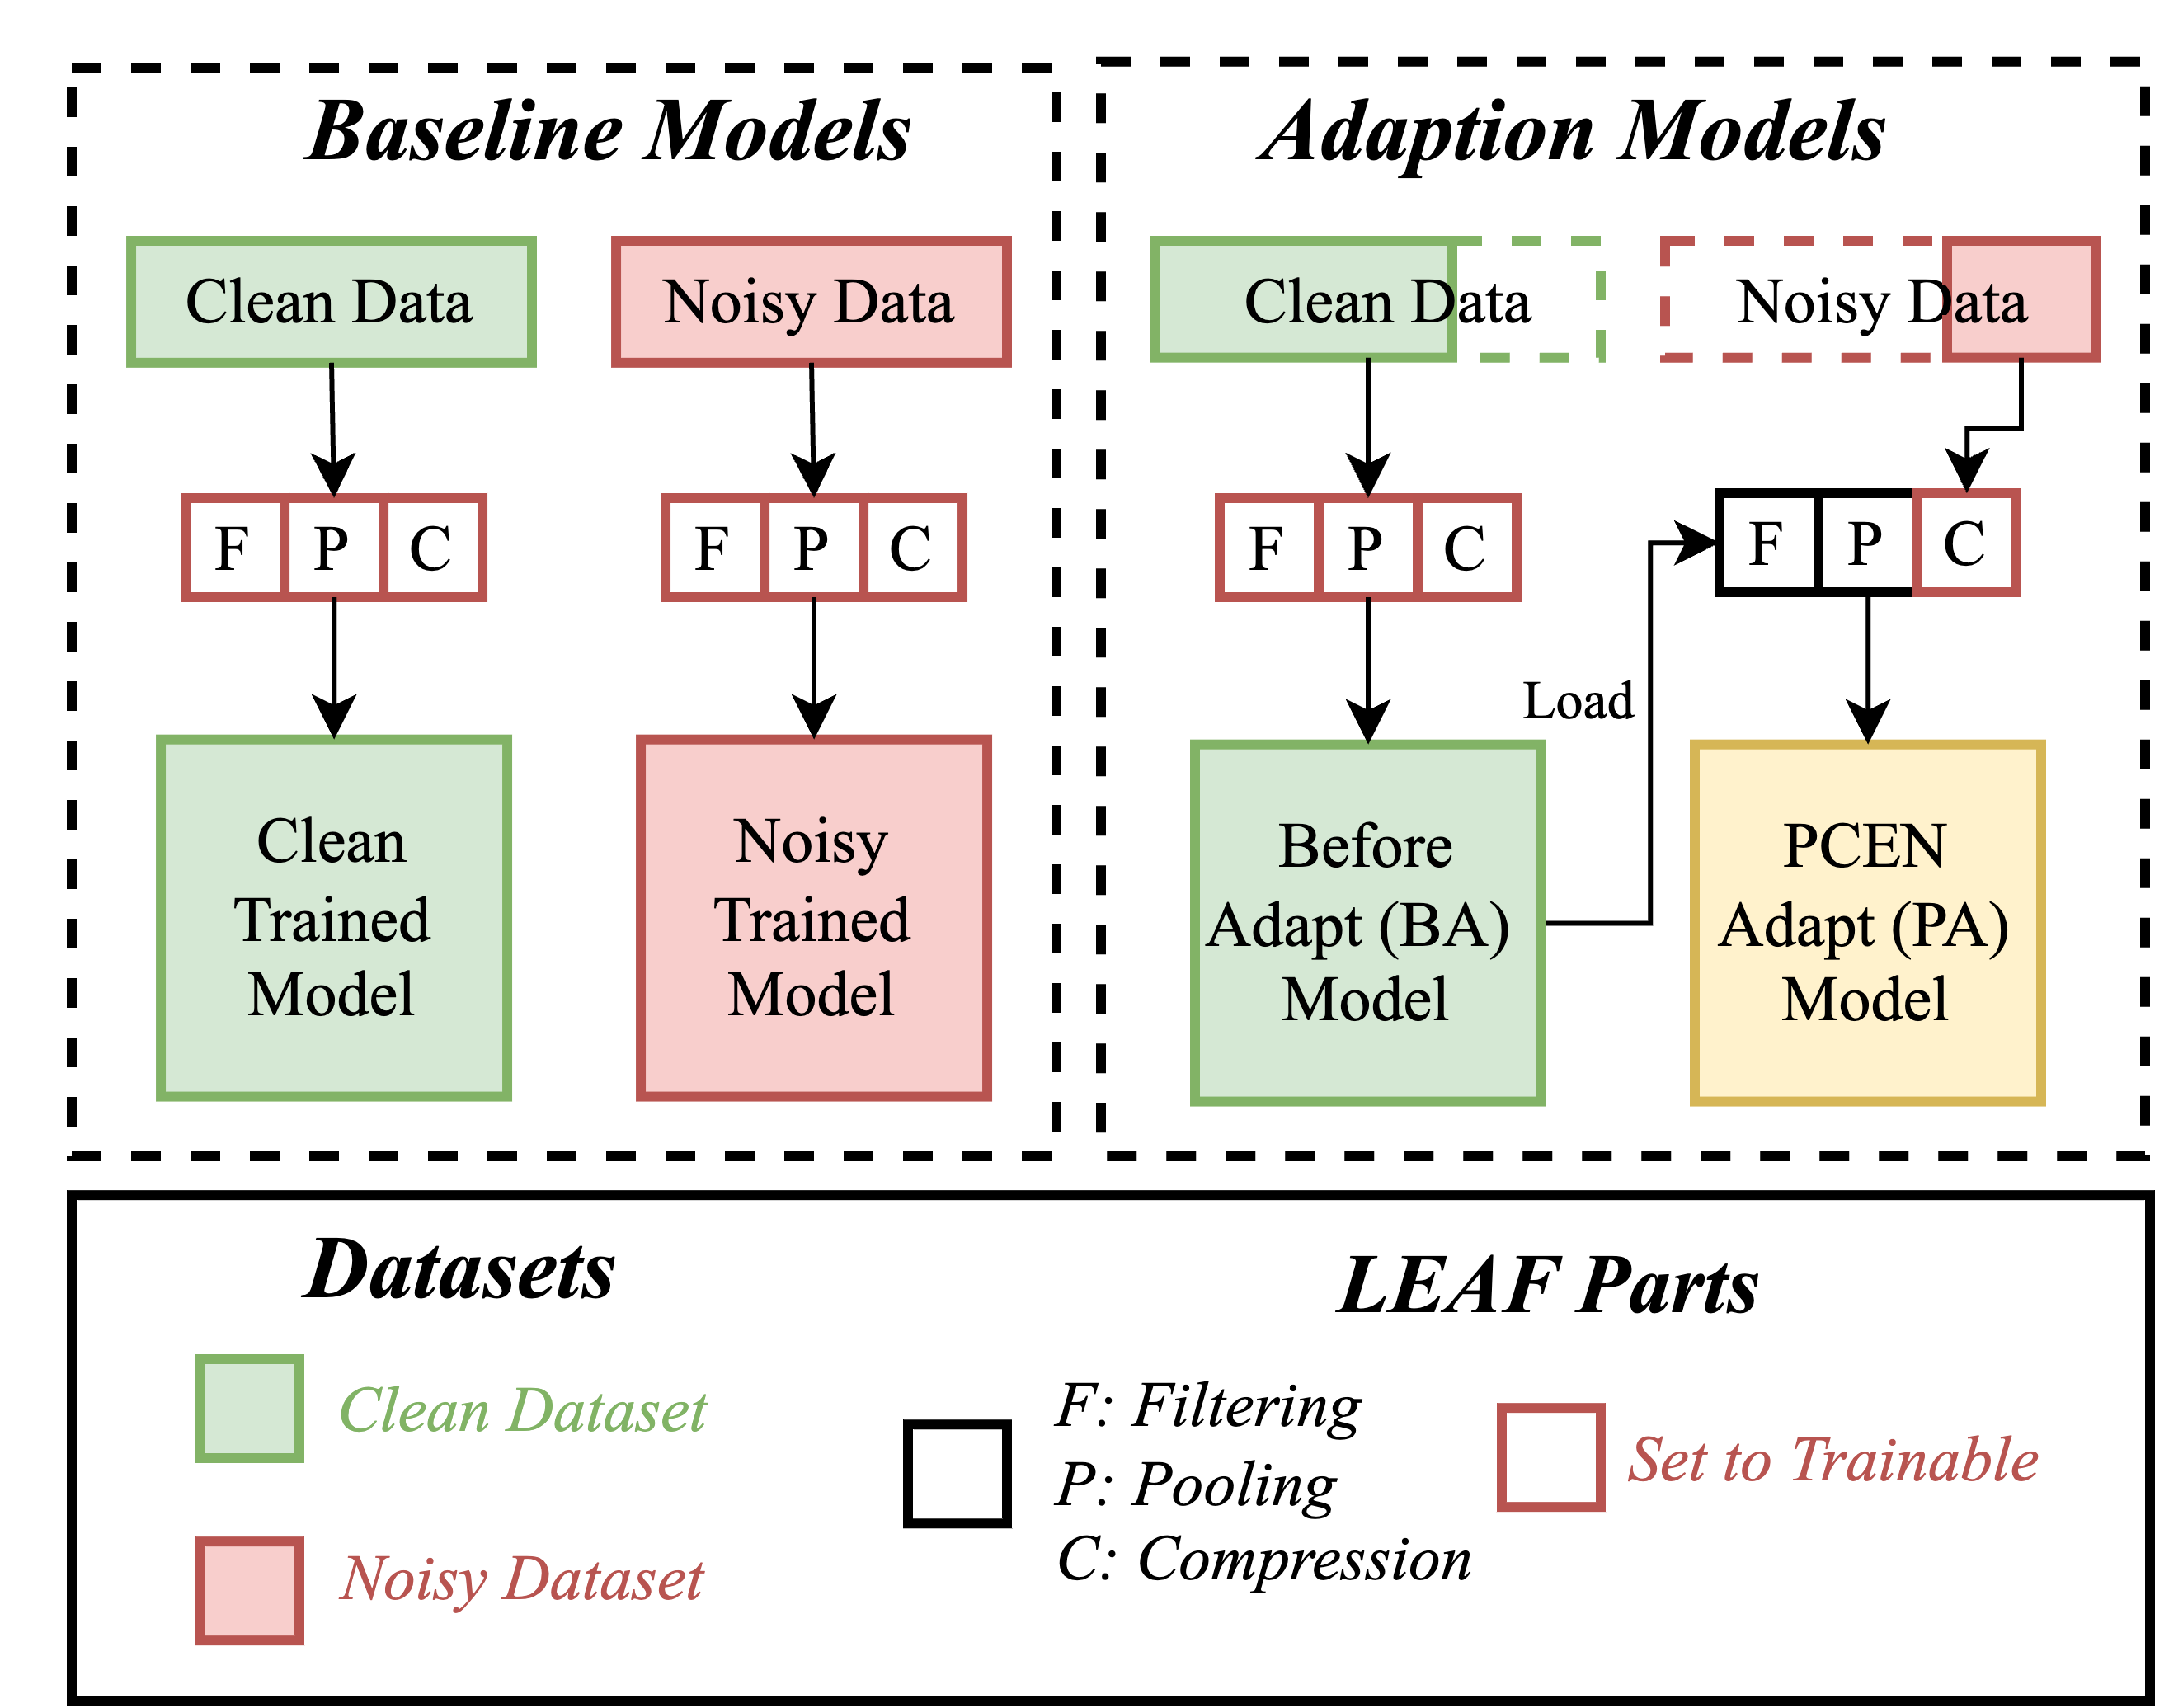 Baseline Models
Clean Data
Noisy Data
F P C
F P C
Clean
Trained
Model
Noisy
Trained
Model
Adaption Models
Clean Data
Noisy Data
F P C
F P C
Load
Before
Adapt (BA)
Model
PCEN
Adapt (PA)
Model
Datasets
Clean Dataset
Noisy Dataset
LEAF Parts
F: Filtering
P: Pooling
C: Compression
Set to Trainable